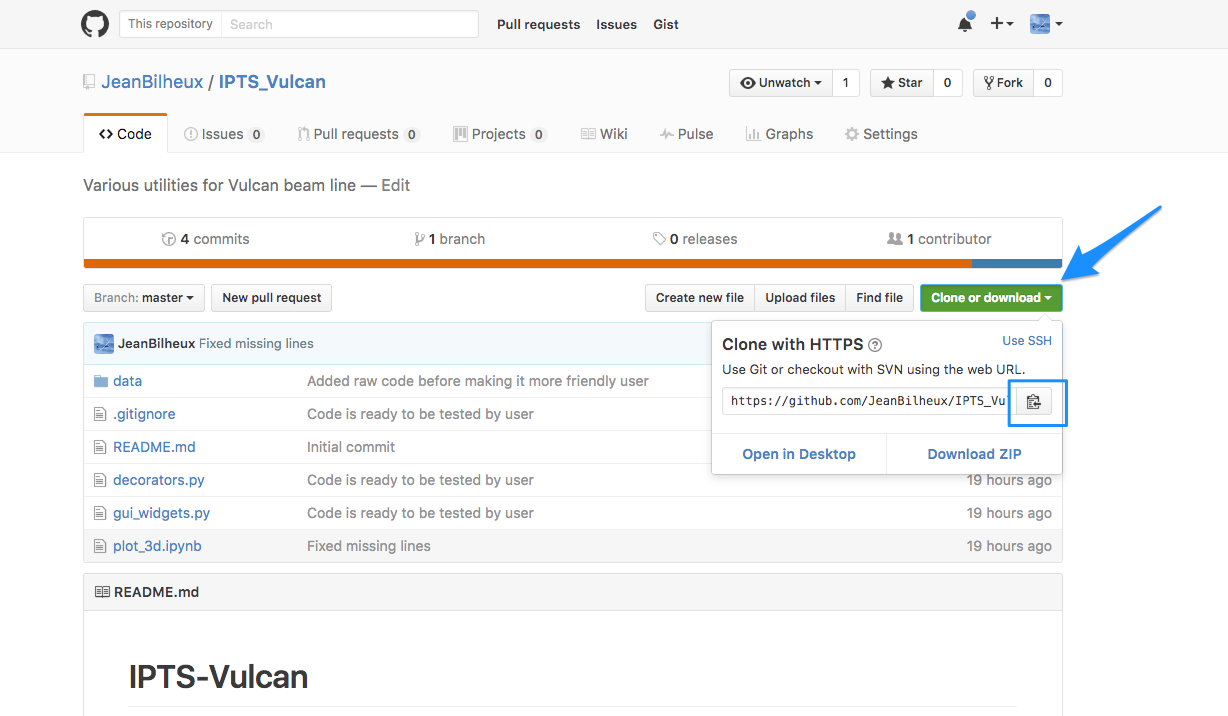 This repository Search Pull requests Issues Gist
JeanBilheux / IPTS_Vulcan Unwatch 1 Star 0 Fork 0
Code Issues 0 Pull requests 0 Projects 0 Wiki Pulse Graphs Settings
Various utilities for Vulcan beam line — Edit
4 commits 1 branch 0 releases 1 contributor
Branch: master New pull request Create new file Upload files Find file Clone or download
JeanBilheux Fixed missing lines
Clone with HTTPS Use SSH
Use Git or checkout with SVN using the web URL.
https://github.com/JeanBilheux/IPTS_Vu
Open in Desktop Download ZIP
data Added raw code before making it more friendly user
.gitignore Code is ready to be tested by user
README.md Initial commit
decorators.py Code is ready to be tested by user 19 hours ago
gui_widgets.py Code is ready to be tested by user 19 hours ago
plot_3d.ipynb Fixed missing lines 19 hours ago
README.md
IPTS-Vulcan